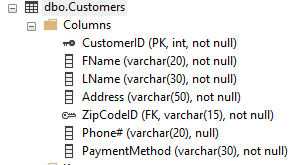 dbo.Customers
Columns
CustomerID (PK, int, not null)
FName (varchar(20), not null)
LName (varchar(30), not null)
Address (varchar(50), not null)
ZipCodeID (FK, varchar(15), not null)
Phone# (varchar(20), null)
PaymentMethod (varchar(30), not null)